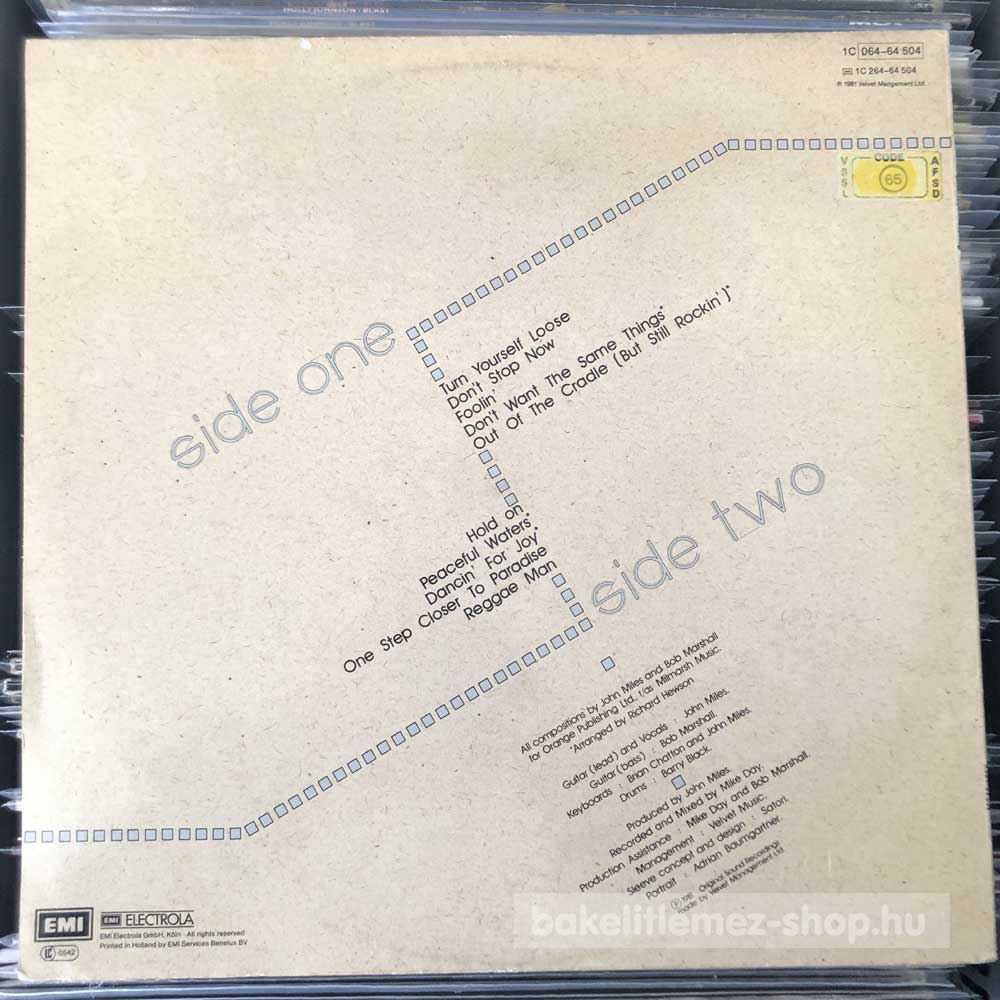 HOLLY JOHNSON / BLAST
1C 064-64 504
1C 264-64 504
℗ 1981 Velvet Mangement Ltd.
CODE
VSSL
65
AFSD
side one
Turn Yourself Loose
Don't Stop Now
Foolin'
Don't Want The Same Things*
Out Of The Cradle (But Still Rockin')*
side two
Hold on
Peaceful Waters*
Dancin' For Joy*
One Step Closer To Paradise
Reggae Man
All compositions by John Miles and Bob Marshall
for Orange Publishing Ltd., t/as Milmarsh Music.
*Arranged by Richard Hewson
Guitar (lead) and Vocals : John Miles.
Guitar (bass) : Bob Marshall.
Keyboards : Brian Chatton and John Miles.
Drums : Barry Black.
Produced by John Miles.
Recorded and Mixed by Mike Day.
Production Assistance : Mike Day and Bob Marshall.
Management : Velvet Music.
Sleeve concept and design : Satori.
Portrait : Adrian Baumgartner.
℗ 1981 Original Sound Recordings
made by Velvet Management Ltd.
EMI EMI ELECTROLA
EMI Electrola GmbH, Köln · All rights reserved
Printed in Holland by EMI Services Benelux BV
LC 0542
bakelitlemez-shop.hu